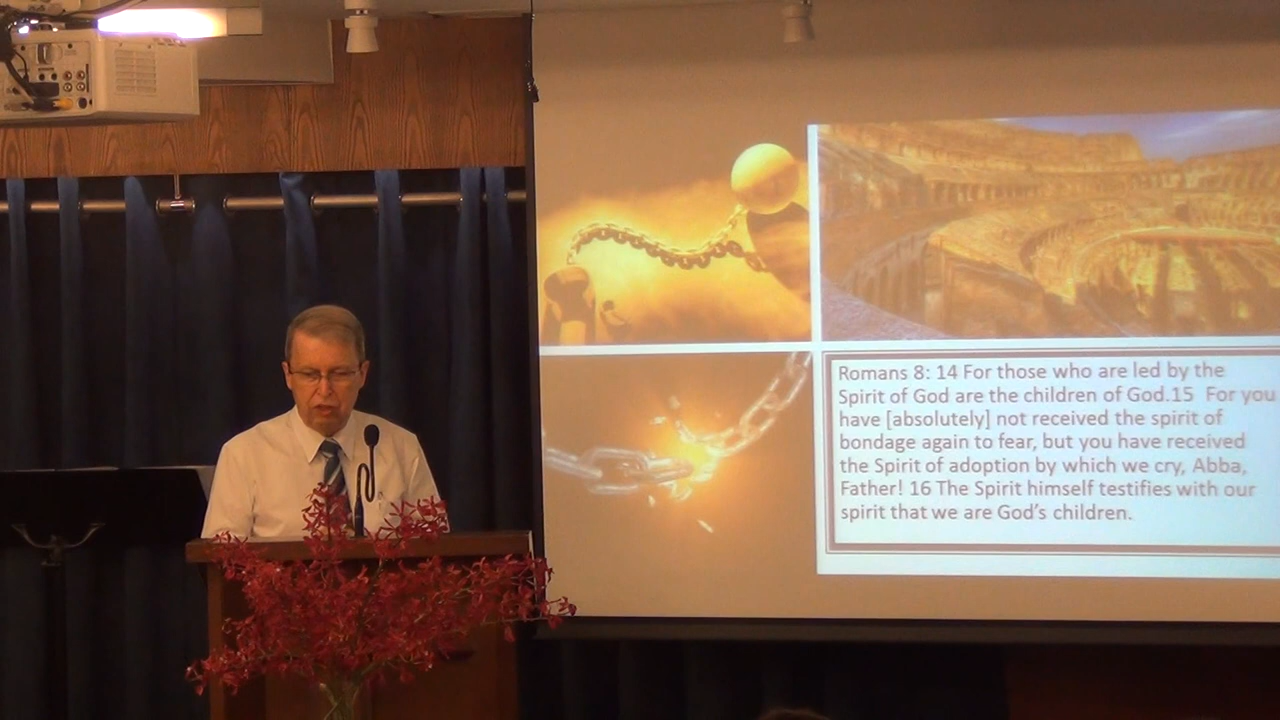 Romans 8: 14 For those who are led by the
Spirit of God are the children of God.15 For you
have [absolutely] not received the spirit of
bondage again to fear, but you have received
the Spirit of adoption by which we cry, Abba,
Father! 16 The Spirit himself testifies with our
spirit that we are God's children.